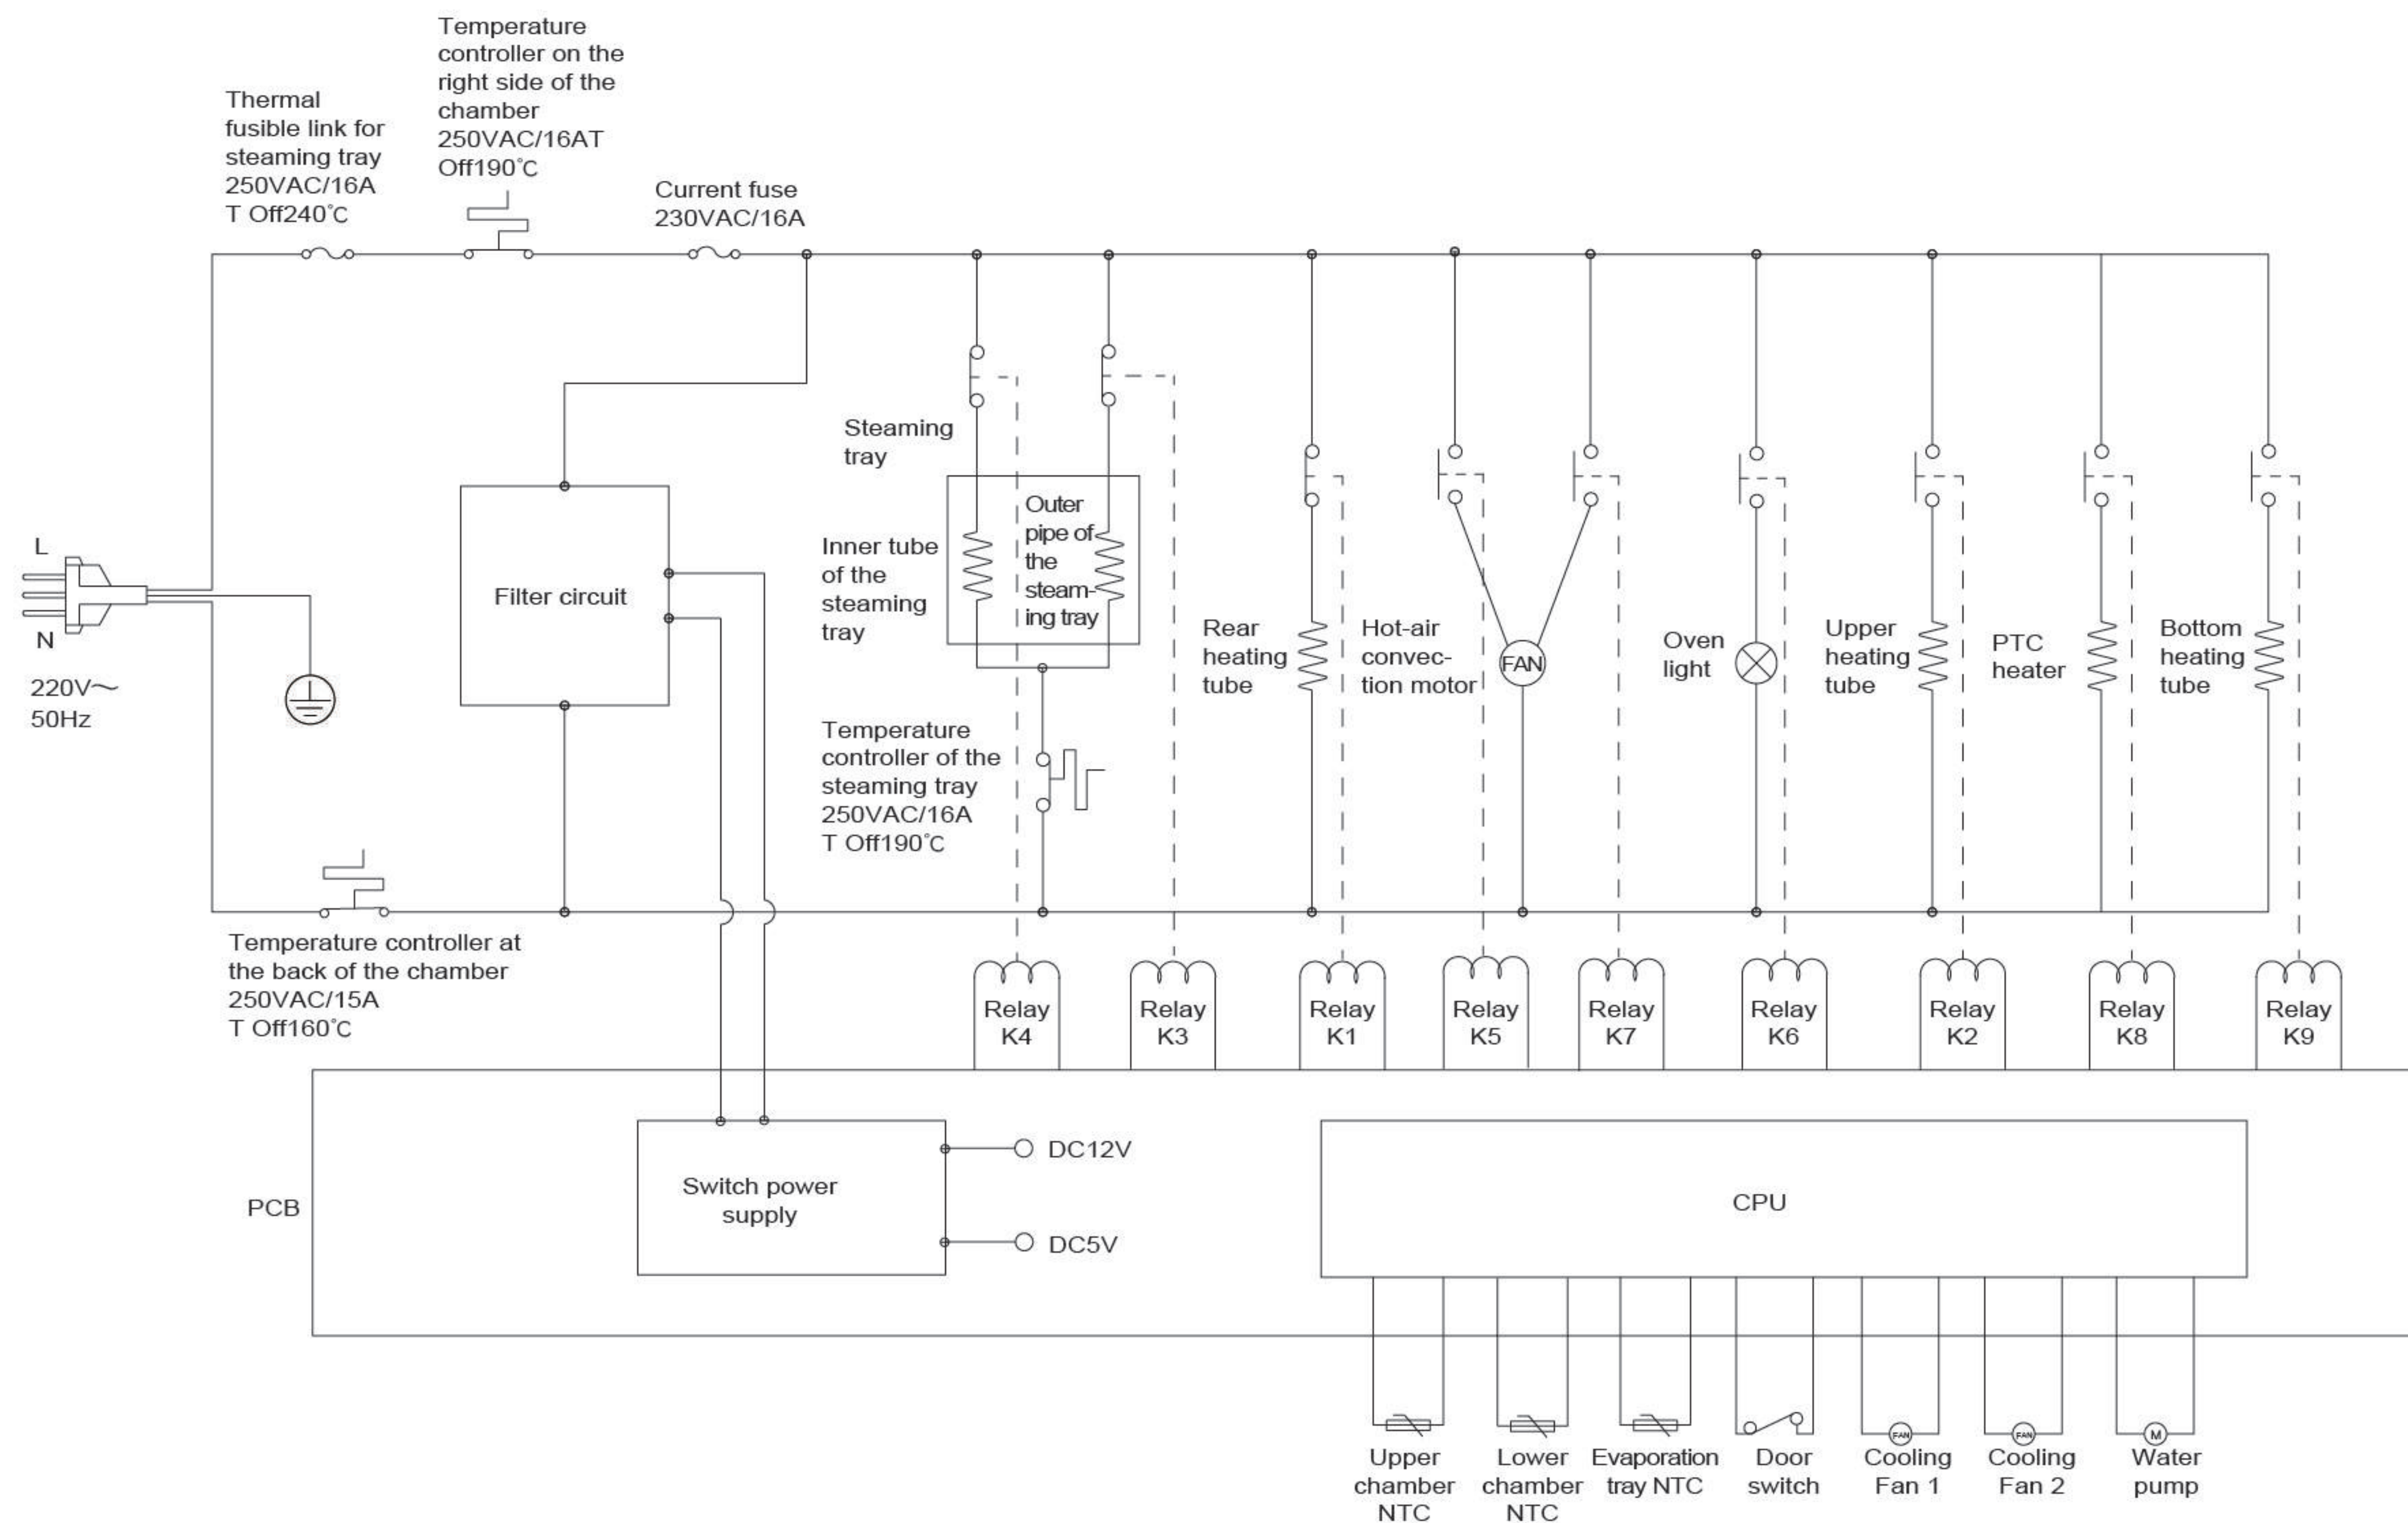 Temperature
controller on the
right side of the
chamber
250VAC/16AT
Off190℃
Thermal
fusible link for
steaming tray
250VAC/16A
T Off240℃
Current fuse
230VAC/16A
Steaming
tray
Outer
pipe of
the
steam-
ing tray
Inner tube
of the
steaming
tray
L
N
220V～
50Hz
Filter circuit
Rear
heating
tube
Hot-air
convec-
tion motor
FAN
Oven
light
Upper
heating
tube
PTC
heater
Bottom
heating
tube
Temperature
controller of the
steaming tray
250VAC/16A
T Off190℃
Temperature controller at
the back of the chamber
250VAC/15A
T Off160℃
Relay
K4
Relay
K3
Relay
K1
Relay
K5
Relay
K7
Relay
K6
Relay
K2
Relay
K8
Relay
K9
PCB
Switch power
supply
DC12V
DC5V
CPU
Upper
chamber
NTC
Lower
chamber
NTC
Evaporation
tray NTC
Door
switch
FAN
Cooling
Fan 1
FAN
Cooling
Fan 2
M
Water
pump